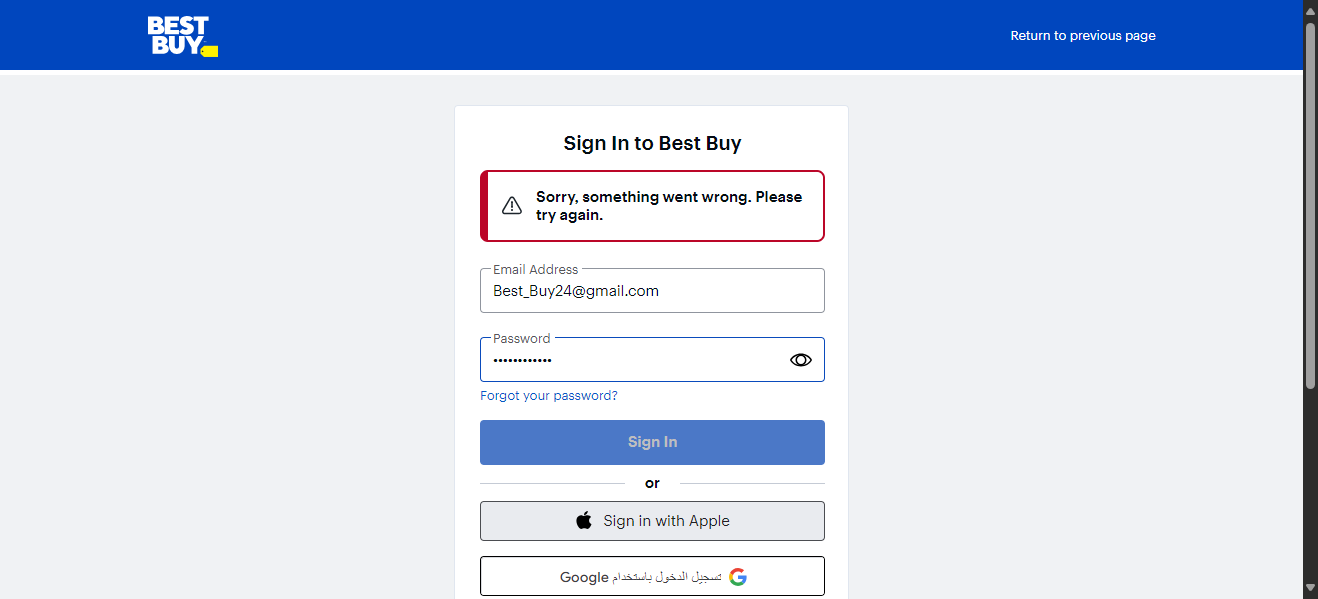 BEST
BUY
Return to previous page
Sign In to Best Buy
Sorry, something went wrong. Please
try again.
Email Address
Best_Buy24@gmail.com
Password
••••••••••••
Forgot your password?
Sign In
or
Sign in with Apple
تسجيل الدخول باستخدام Google